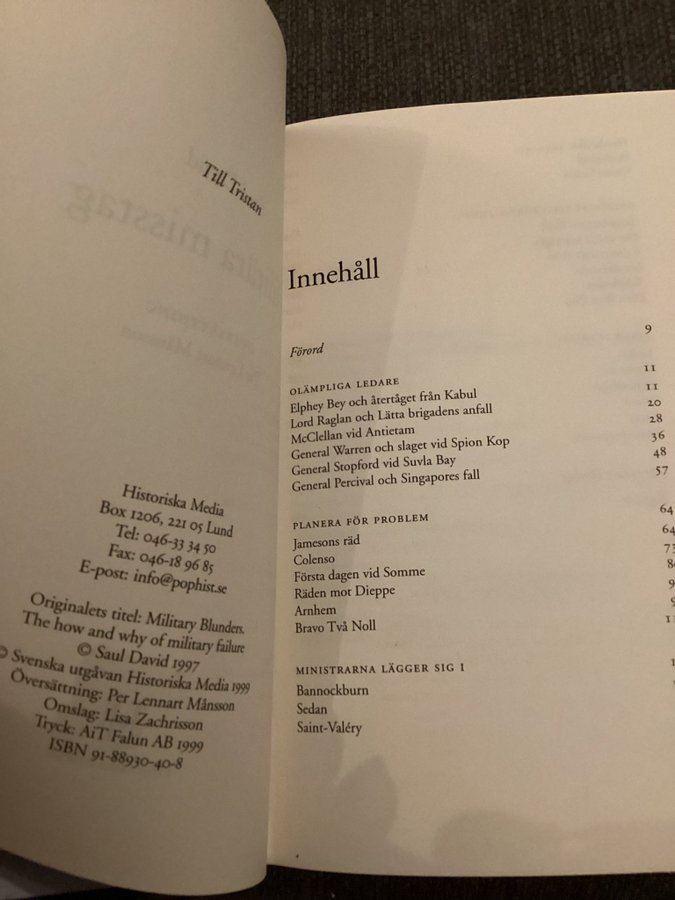 Till Tristan
Historiska Media
Box 1206, 221 05 Lund
Tel: 046-33 34 50
Fax: 046-18 96 85
E-post: info@pophist.se
Originalets titel: Military Blunders.
The how and why of military failure
© Saul David 1997
© Svenska utgåvan Historiska Media 1999
Översättning: Per Lennart Månsson
Omslag: Lisa Zachrisson
Tryck: AiT Falun AB 1999
ISBN 91-88930-40-8
Innehåll
Förord 9
OLÄMPLIGA LEDARE 11
Elphey Bey och återtåget från Kabul 11
Lord Raglan och Lätta brigadens anfall 20
McClellan vid Antietam 28
General Warren och slaget vid Spion Kop 36
General Stopford vid Suvla Bay 48
General Percival och Singapores fall 57
PLANERA FÖR PROBLEM 64
Jamesons räd 64
Colenso
Första dagen vid Somme
Räden mot Dieppe
Arnhem
Bravo Två Noll
MINISTRARNA LÄGGER SIG I
Bannockburn
Sedan
Saint-Valéry